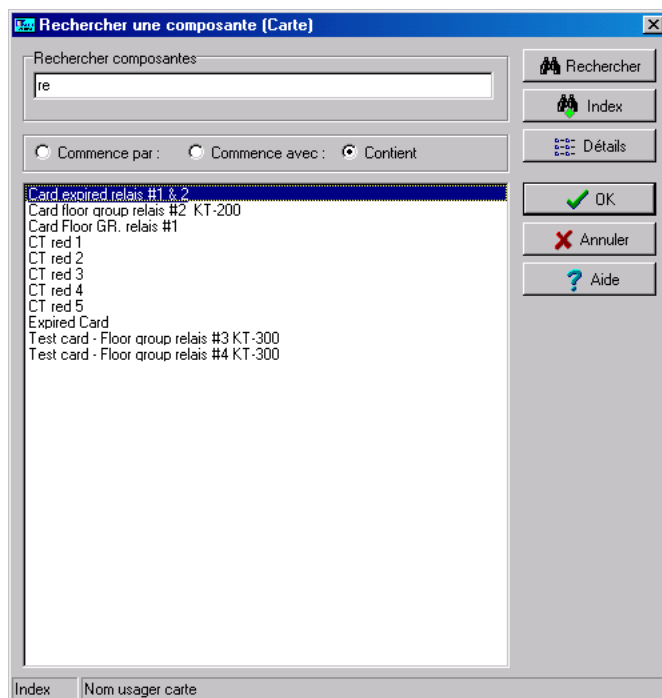 Rechercher une composante (Carte)
Rechercher composantes
re
Rechercher
Index
Détails
Commence par :
Commence avec :
Contient
OK
Annuler
Aide
Card expired relais #1 & 2
Card floor group relais #2 KT-200
Card Floor GR. relais #1
CT red 1
CT red 2
CT red 3
CT red 4
CT red 5
Expired Card
Test card - Floor group relais #3 KT-300
Test card - Floor group relais #4 KT-300
Index
Nom usager carte